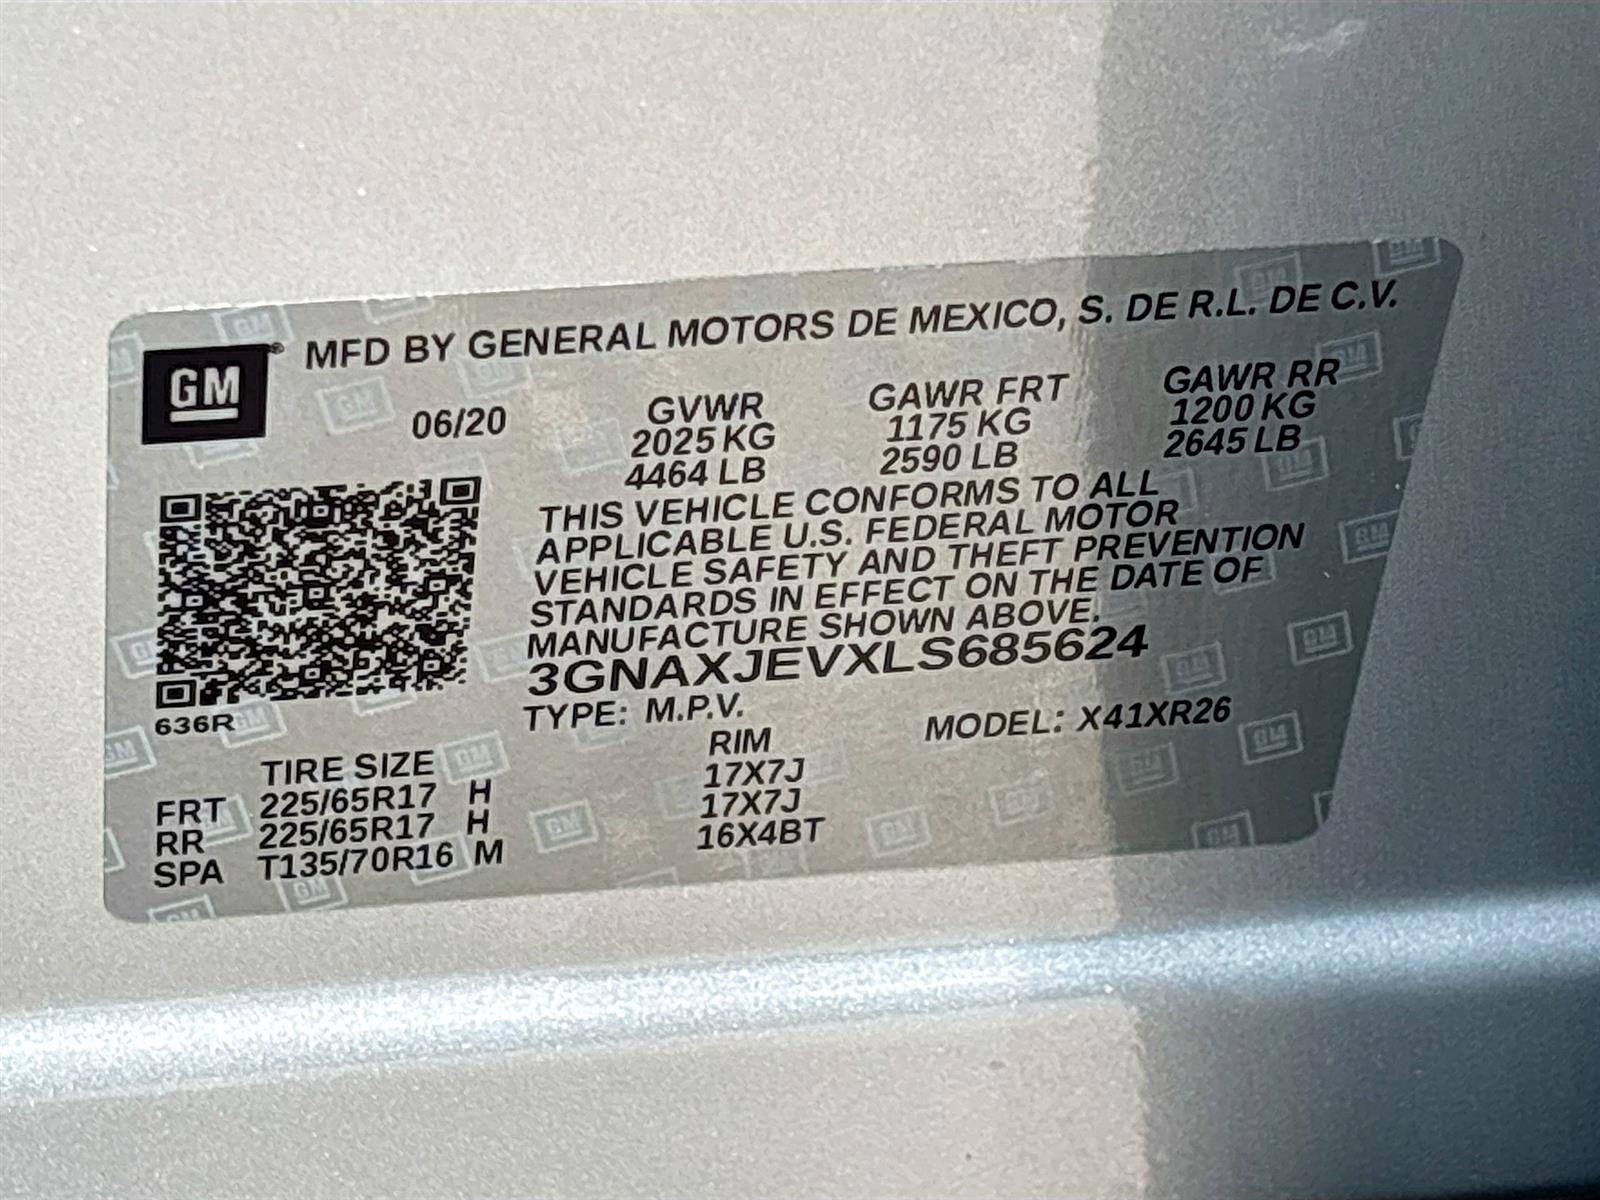 GM
MFD BY GENERAL MOTORS DE MEXICO, S. DE R.L. DE C.V.
06/20
GVWR
2025 KG
4464 LB
GAWR FRT
1175 KG
2590 LB
GAWR RR
1200 KG
2645 LB
THIS VEHICLE CONFORMS TO ALL
APPLICABLE U.S. FEDERAL MOTOR
VEHICLE SAFETY AND THEFT PREVENTION
STANDARDS IN EFFECT ON THE DATE OF
MANUFACTURE SHOWN ABOVE.
3GNAXJEVXLS685624
TYPE: M.P.V. MODEL: X41XR26
636R
TIRE SIZE RIM
FRT 225/65R17 H 17X7J
RR 225/65R17 H 17X7J
SPA T135/70R16 M 16X4BT